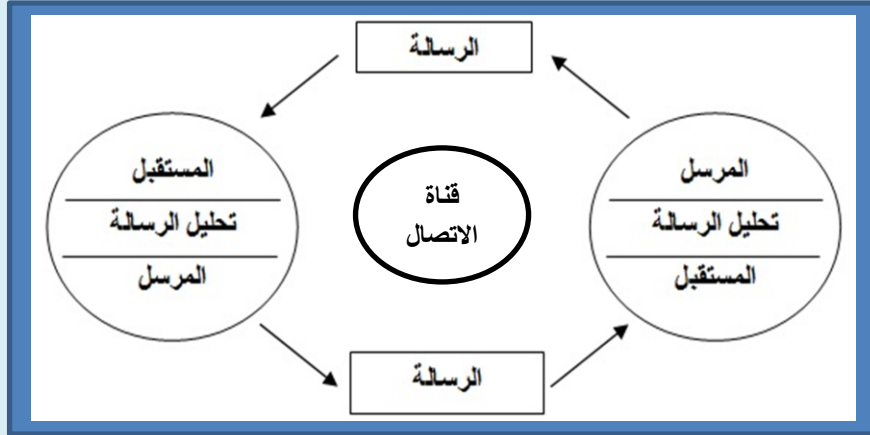 الرسالة
المرسل
تحليل الرسالة
المستقبل
قناة
الاتصال
المستقبل
تحليل الرسالة
المرسل
الرسالة